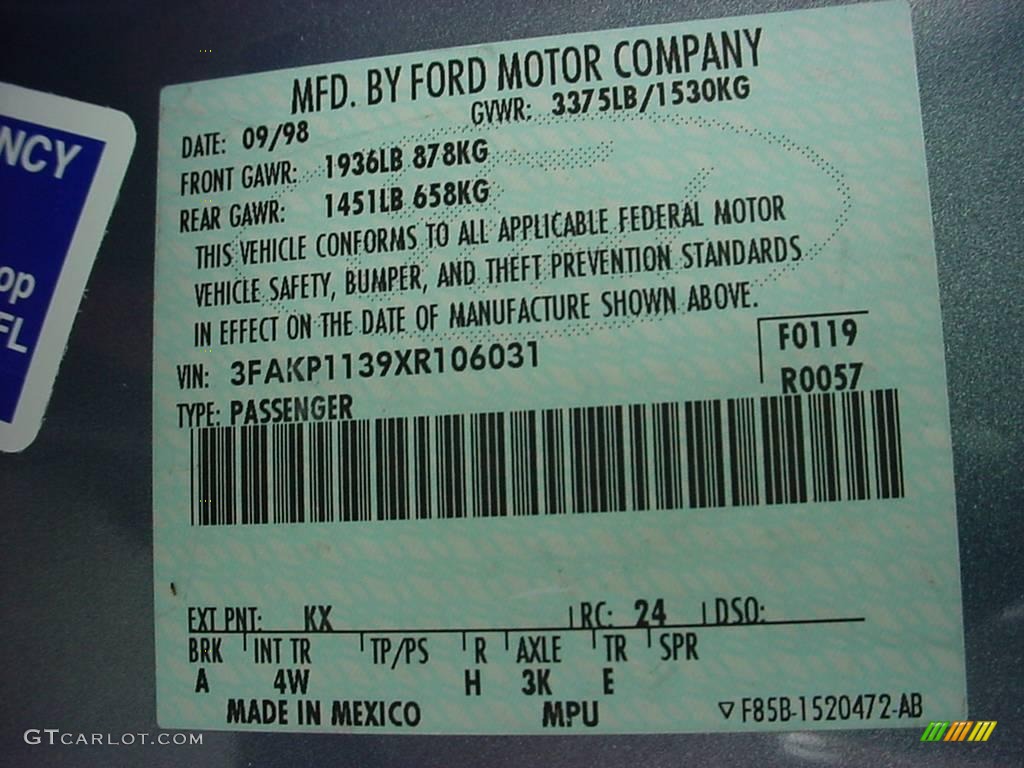 MFD. BY FORD MOTOR COMPANY
DATE: 09/98 GVWR: 3375LB/1530KG
FRONT GAWR: 1936LB 878KG
REAR GAWR: 1451LB 658KG
THIS VEHICLE CONFORMS TO ALL APPLICABLE FEDERAL MOTOR
VEHICLE SAFETY, BUMPER, AND THEFT PREVENTION STANDARDS
IN EFFECT ON THE DATE OF MANUFACTURE SHOWN ABOVE.
VIN: 3FAKP1139XR106031
F0119
R0057
TYPE: PASSENGER
EXT PNT: KX RC: 24 DSO:
BRK INT TR TP/PS R AXLE TR SPR
A 4W H 3K E
MADE IN MEXICO MPU ▽F85B-1520472-AB
NCY
op
FL
GTCARLOT.COM